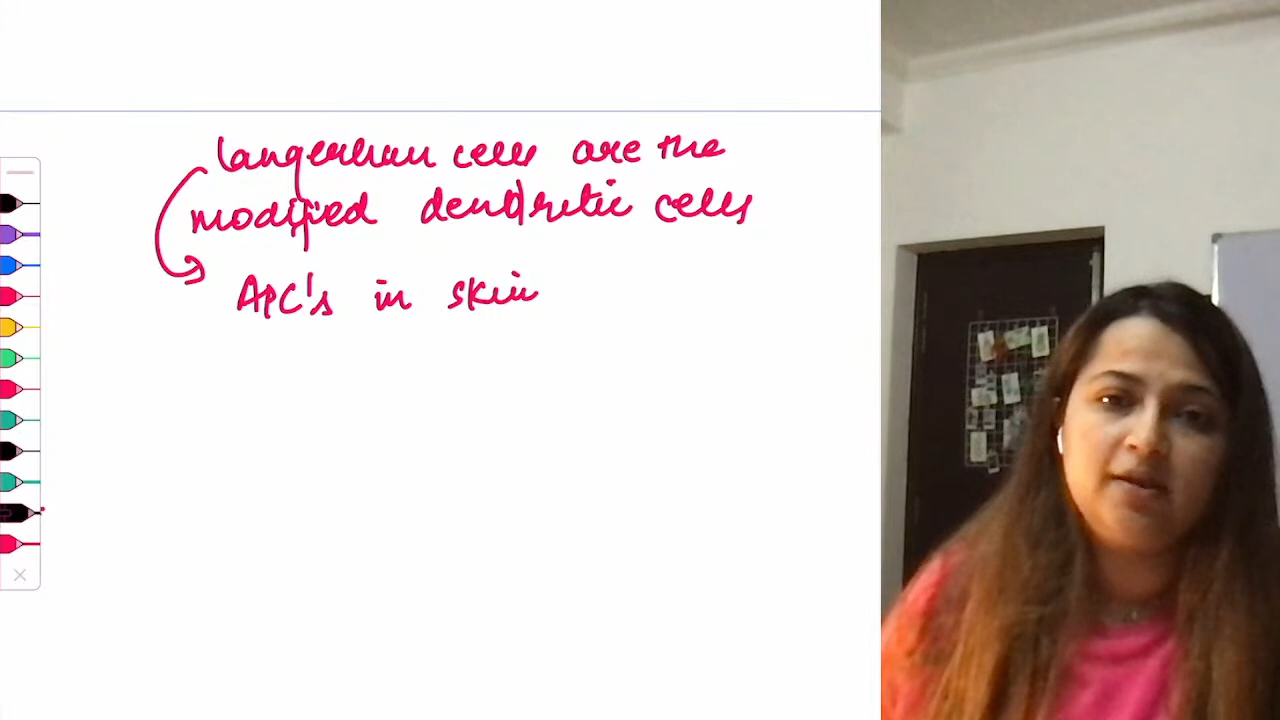 langerhan cells are the
modified dendritic cells
APC's in skin